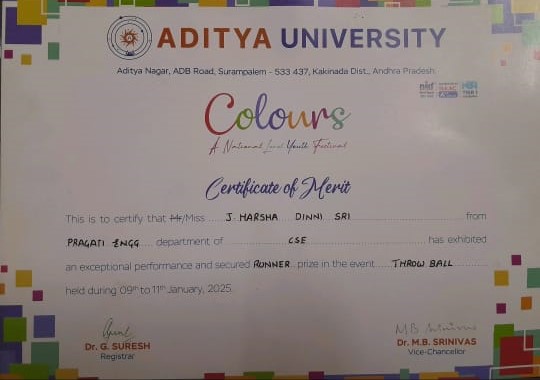 ADITYA UNIVERSITY
Aditya Nagar, ADB Road, Surampalem - 533 437, Kakinada Dist., Andhra Pradesh.
Colours
A National Level Youth Festival
Certificate of Merit
This is to certify that Mr/Miss J. HARSHA DINNI SRI from
PRAGATI ENGG department of CSE has exhibited
an exceptional performance and secured RUNNER prize in the event THROW BALL
held during 09th to 11th January, 2025.
Dr. G. SURESH
Registrar
M.B. Srinivas
Dr. M.B. SRINIVAS
Vice-Chancellor